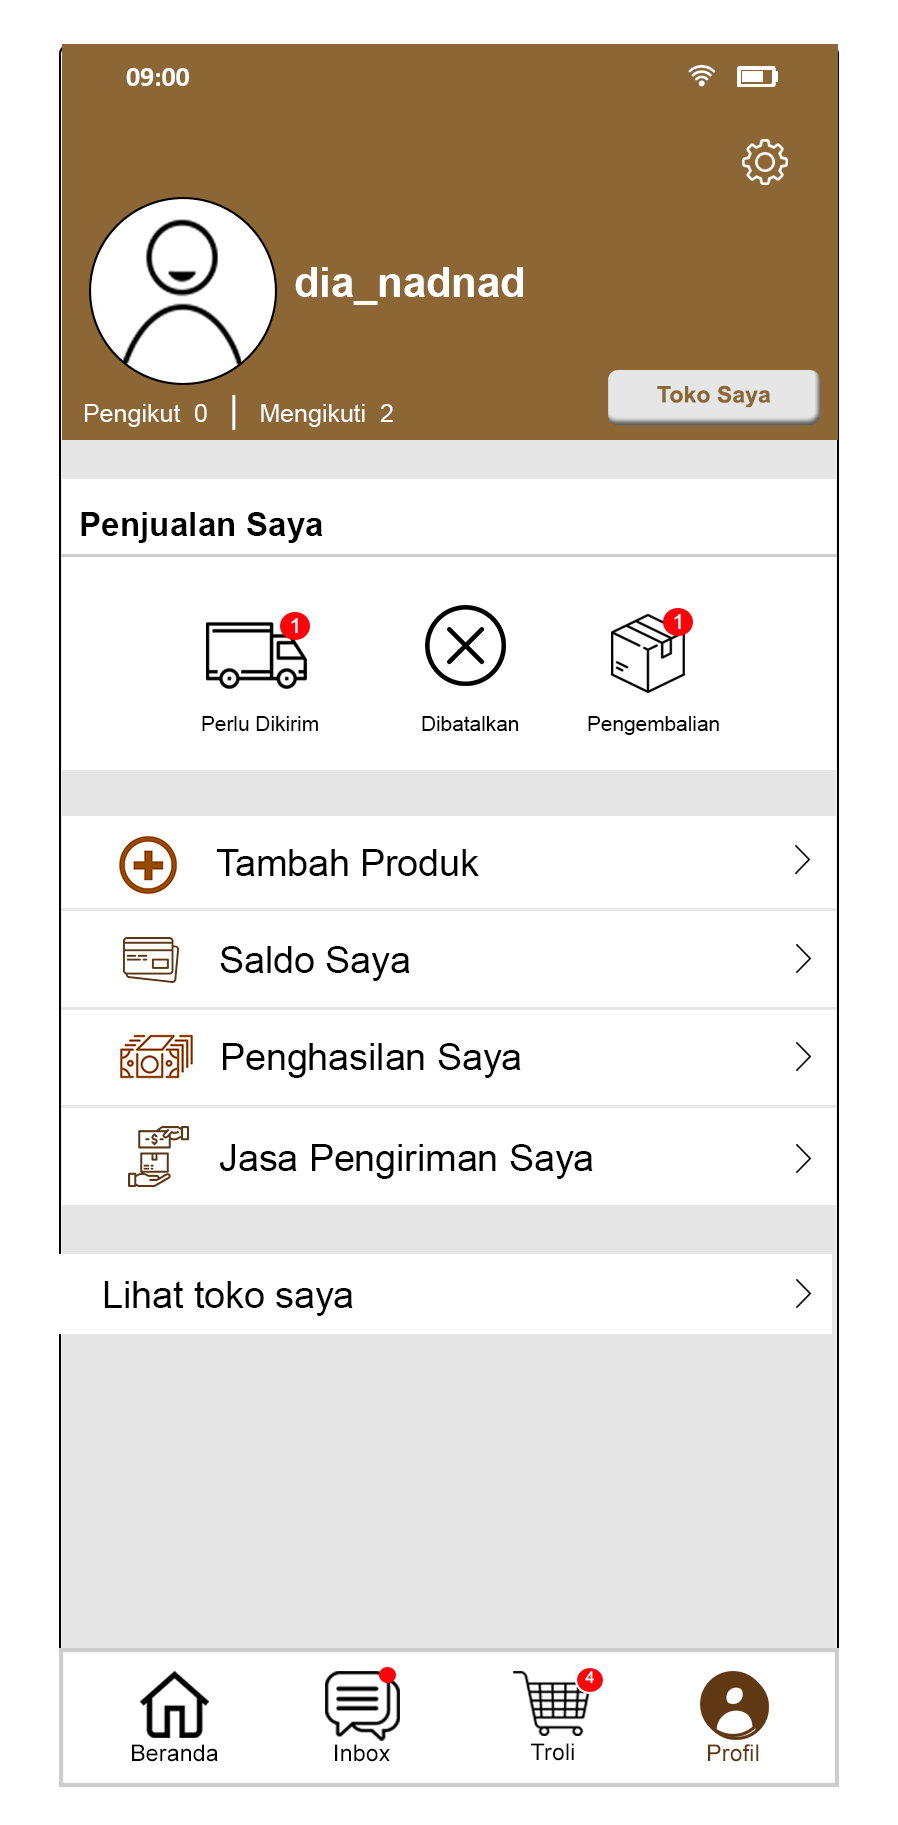 09:00
dia_nadnad
Toko Saya
Pengikut 0 | Mengikuti 2
Penjualan Saya
1
1
Perlu Dikirim
Dibatalkan
Pengembalian
Tambah Produk
Saldo Saya
Penghasilan Saya
-$-
Jasa Pengiriman Saya
Lihat toko saya
4
Beranda
Inbox
Troli
Profil